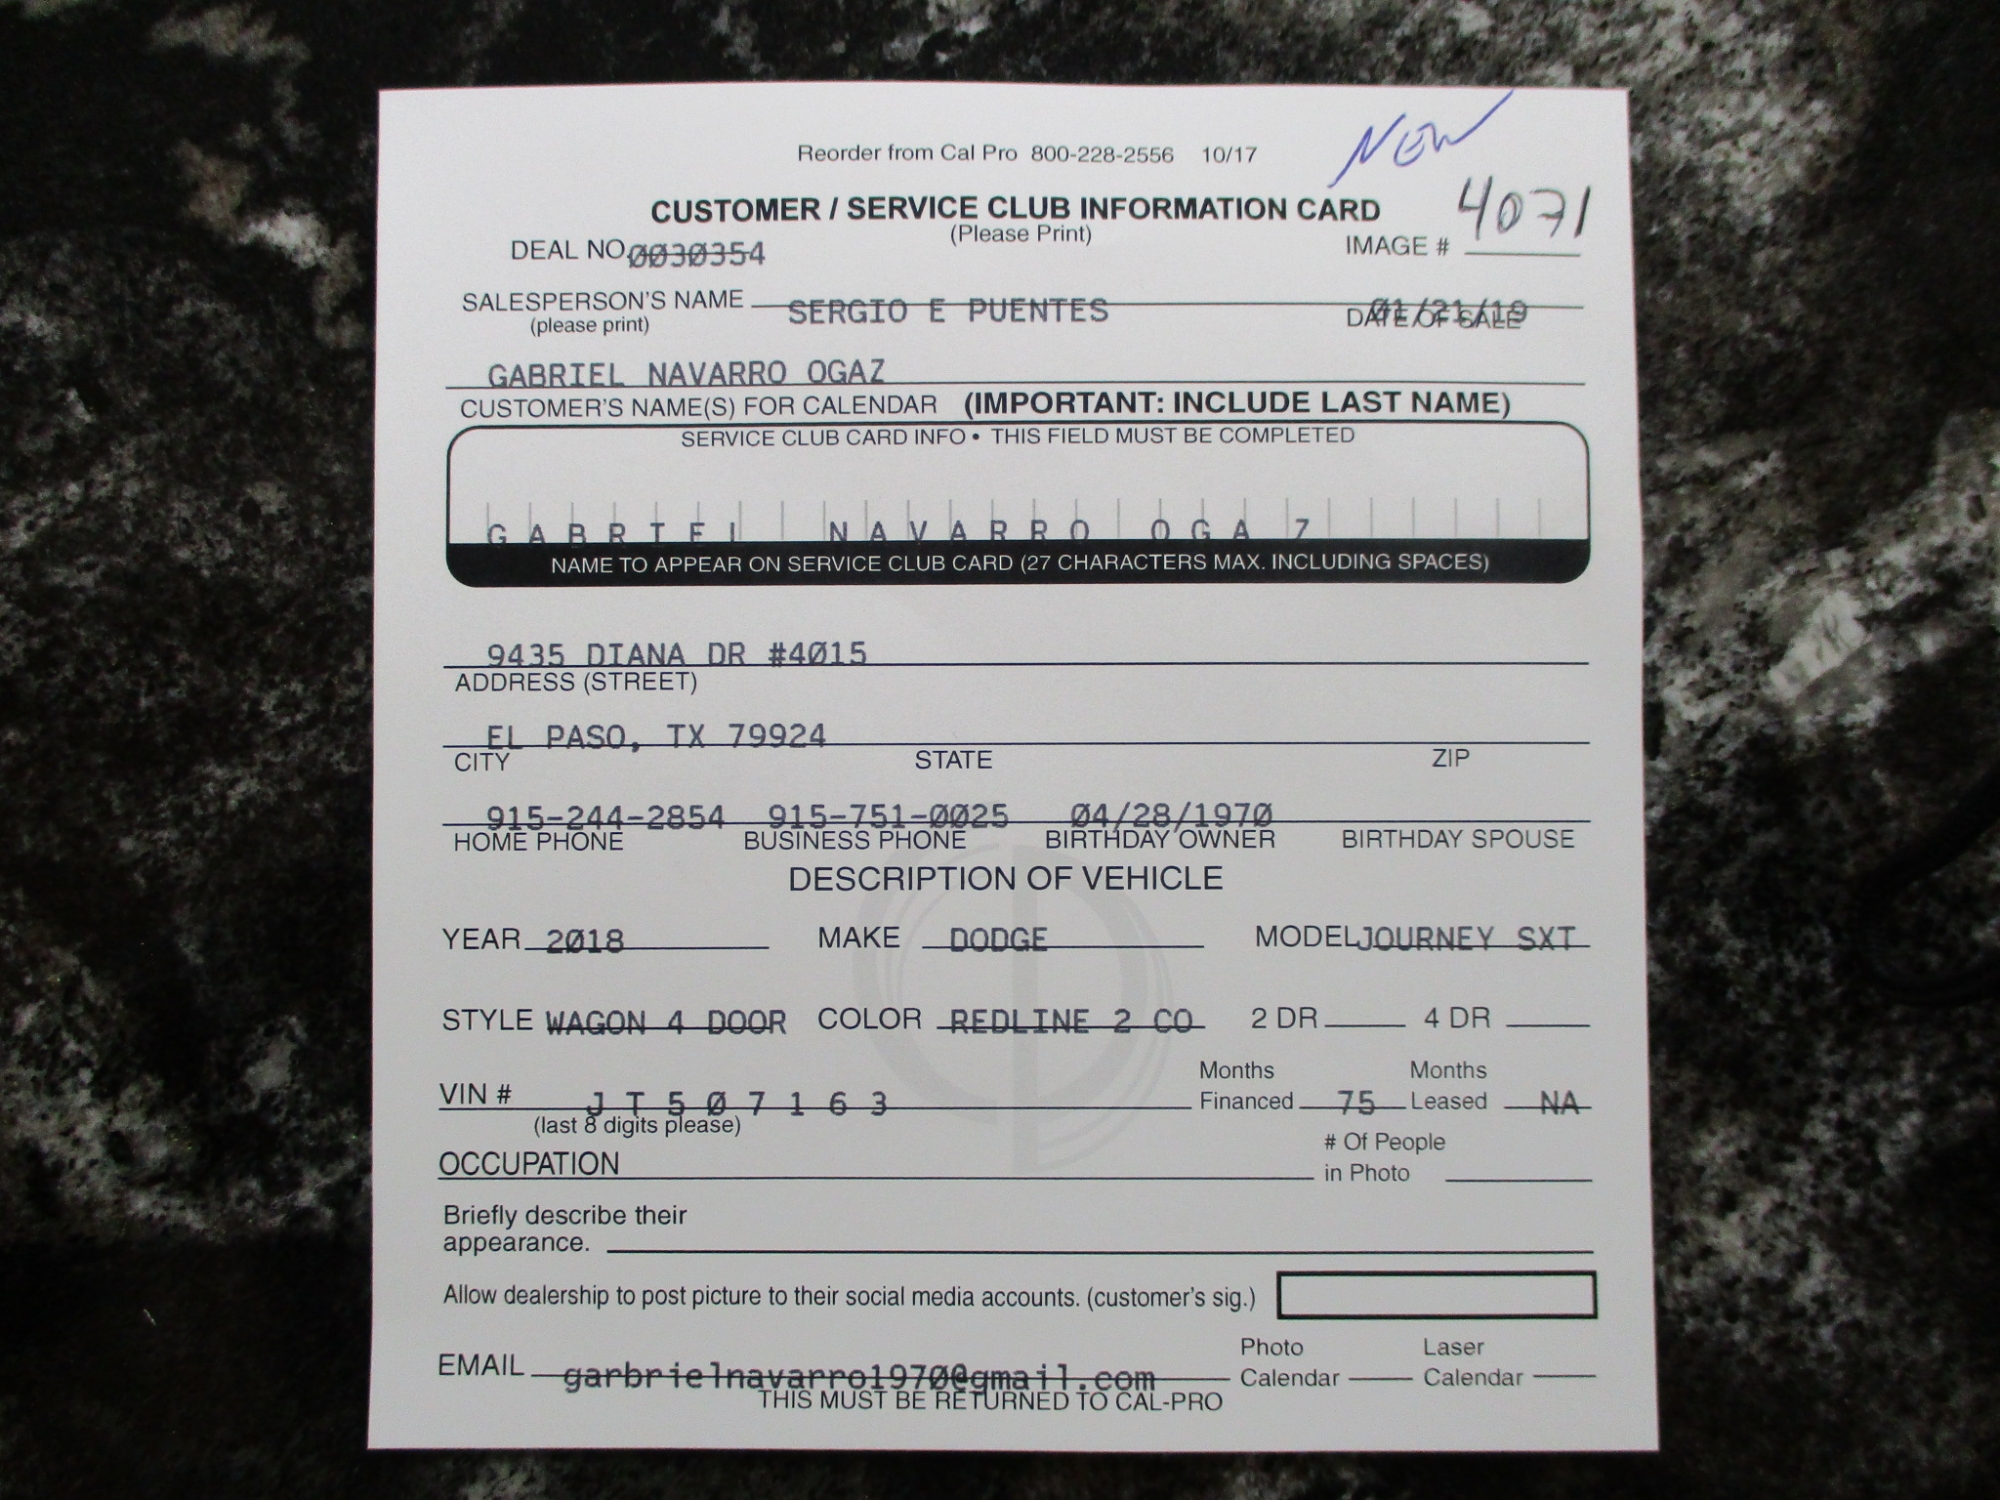 NEW
Reorder from Cal Pro 800-228-2556 10/17
CUSTOMER / SERVICE CLUB INFORMATION CARD
(Please Print)
4071
DEAL NO. 0030354
IMAGE #
SALESPERSON'S NAME SERGIO E PUENTES
(please print)
01/21/19
DATE OF SALE
GABRIEL NAVARRO OGAZ
CUSTOMER'S NAME(S) FOR CALENDAR (IMPORTANT: INCLUDE LAST NAME)
SERVICE CLUB CARD INFO • THIS FIELD MUST BE COMPLETED
GABRIEL NAVARRO OGAZ
NAME TO APPEAR ON SERVICE CLUB CARD (27 CHARACTERS MAX. INCLUDING SPACES)
9435 DIANA DR #4015
ADDRESS (STREET)
EL PASO, TX 79924
CITY STATE ZIP
915-244-2854 915-751-0025 04/28/1970
HOME PHONE BUSINESS PHONE BIRTHDAY OWNER BIRTHDAY SPOUSE
DESCRIPTION OF VEHICLE
YEAR 2018 MAKE DODGE MODEL JOURNEY SXT
STYLE WAGON 4 DOOR COLOR REDLINE 2 CO 2 DR 4 DR
VIN # JT507163 Months Financed 75 Months Leased NA
(last 8 digits please)
OCCUPATION # Of People in Photo
Briefly describe their
appearance.
Allow dealership to post picture to their social media accounts. (customer's sig.)
EMAIL garbrielnavarro1970@gmail.com Photo Calendar Laser Calendar
THIS MUST BE RETURNED TO CAL-PRO